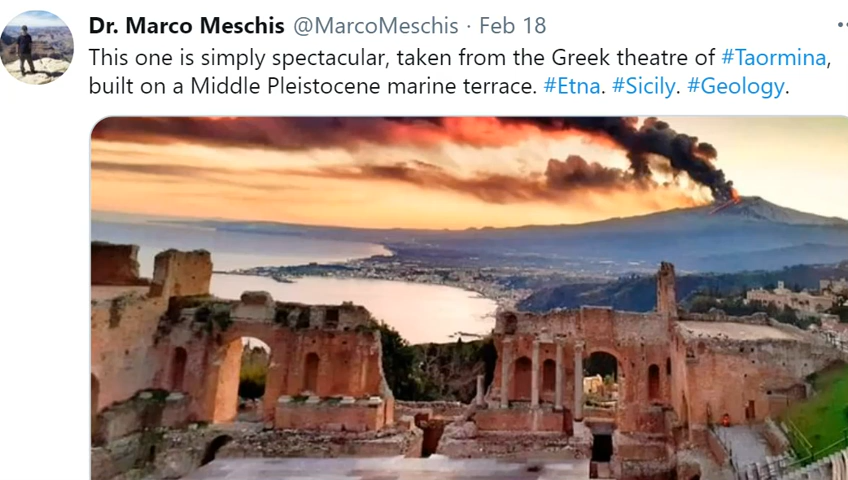 Dr. Marco Meschis @MarcoMeschis · Feb 18
This one is simply spectacular, taken from the Greek theatre of #Taormina,
built on a Middle Pleistocene marine terrace. #Etna. #Sicily. #Geology.